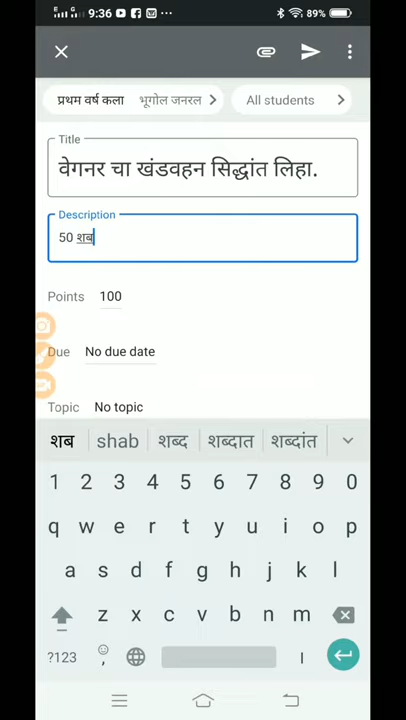 9:36
89%
प्रथम वर्ष कला भूगोल जनरल
All students
Title
वेगनर चा खंडवहन सिद्धांत लिहा.
Description
50 शब
Points 100
Due No due date
Topic No topic
शब shab शब्द शब्दात शब्दांत
1 2 3 4 5 6 7 8 9 0
q w e r t y u i o p
a s d f g h j k l
z x c v b n m
?123 , I